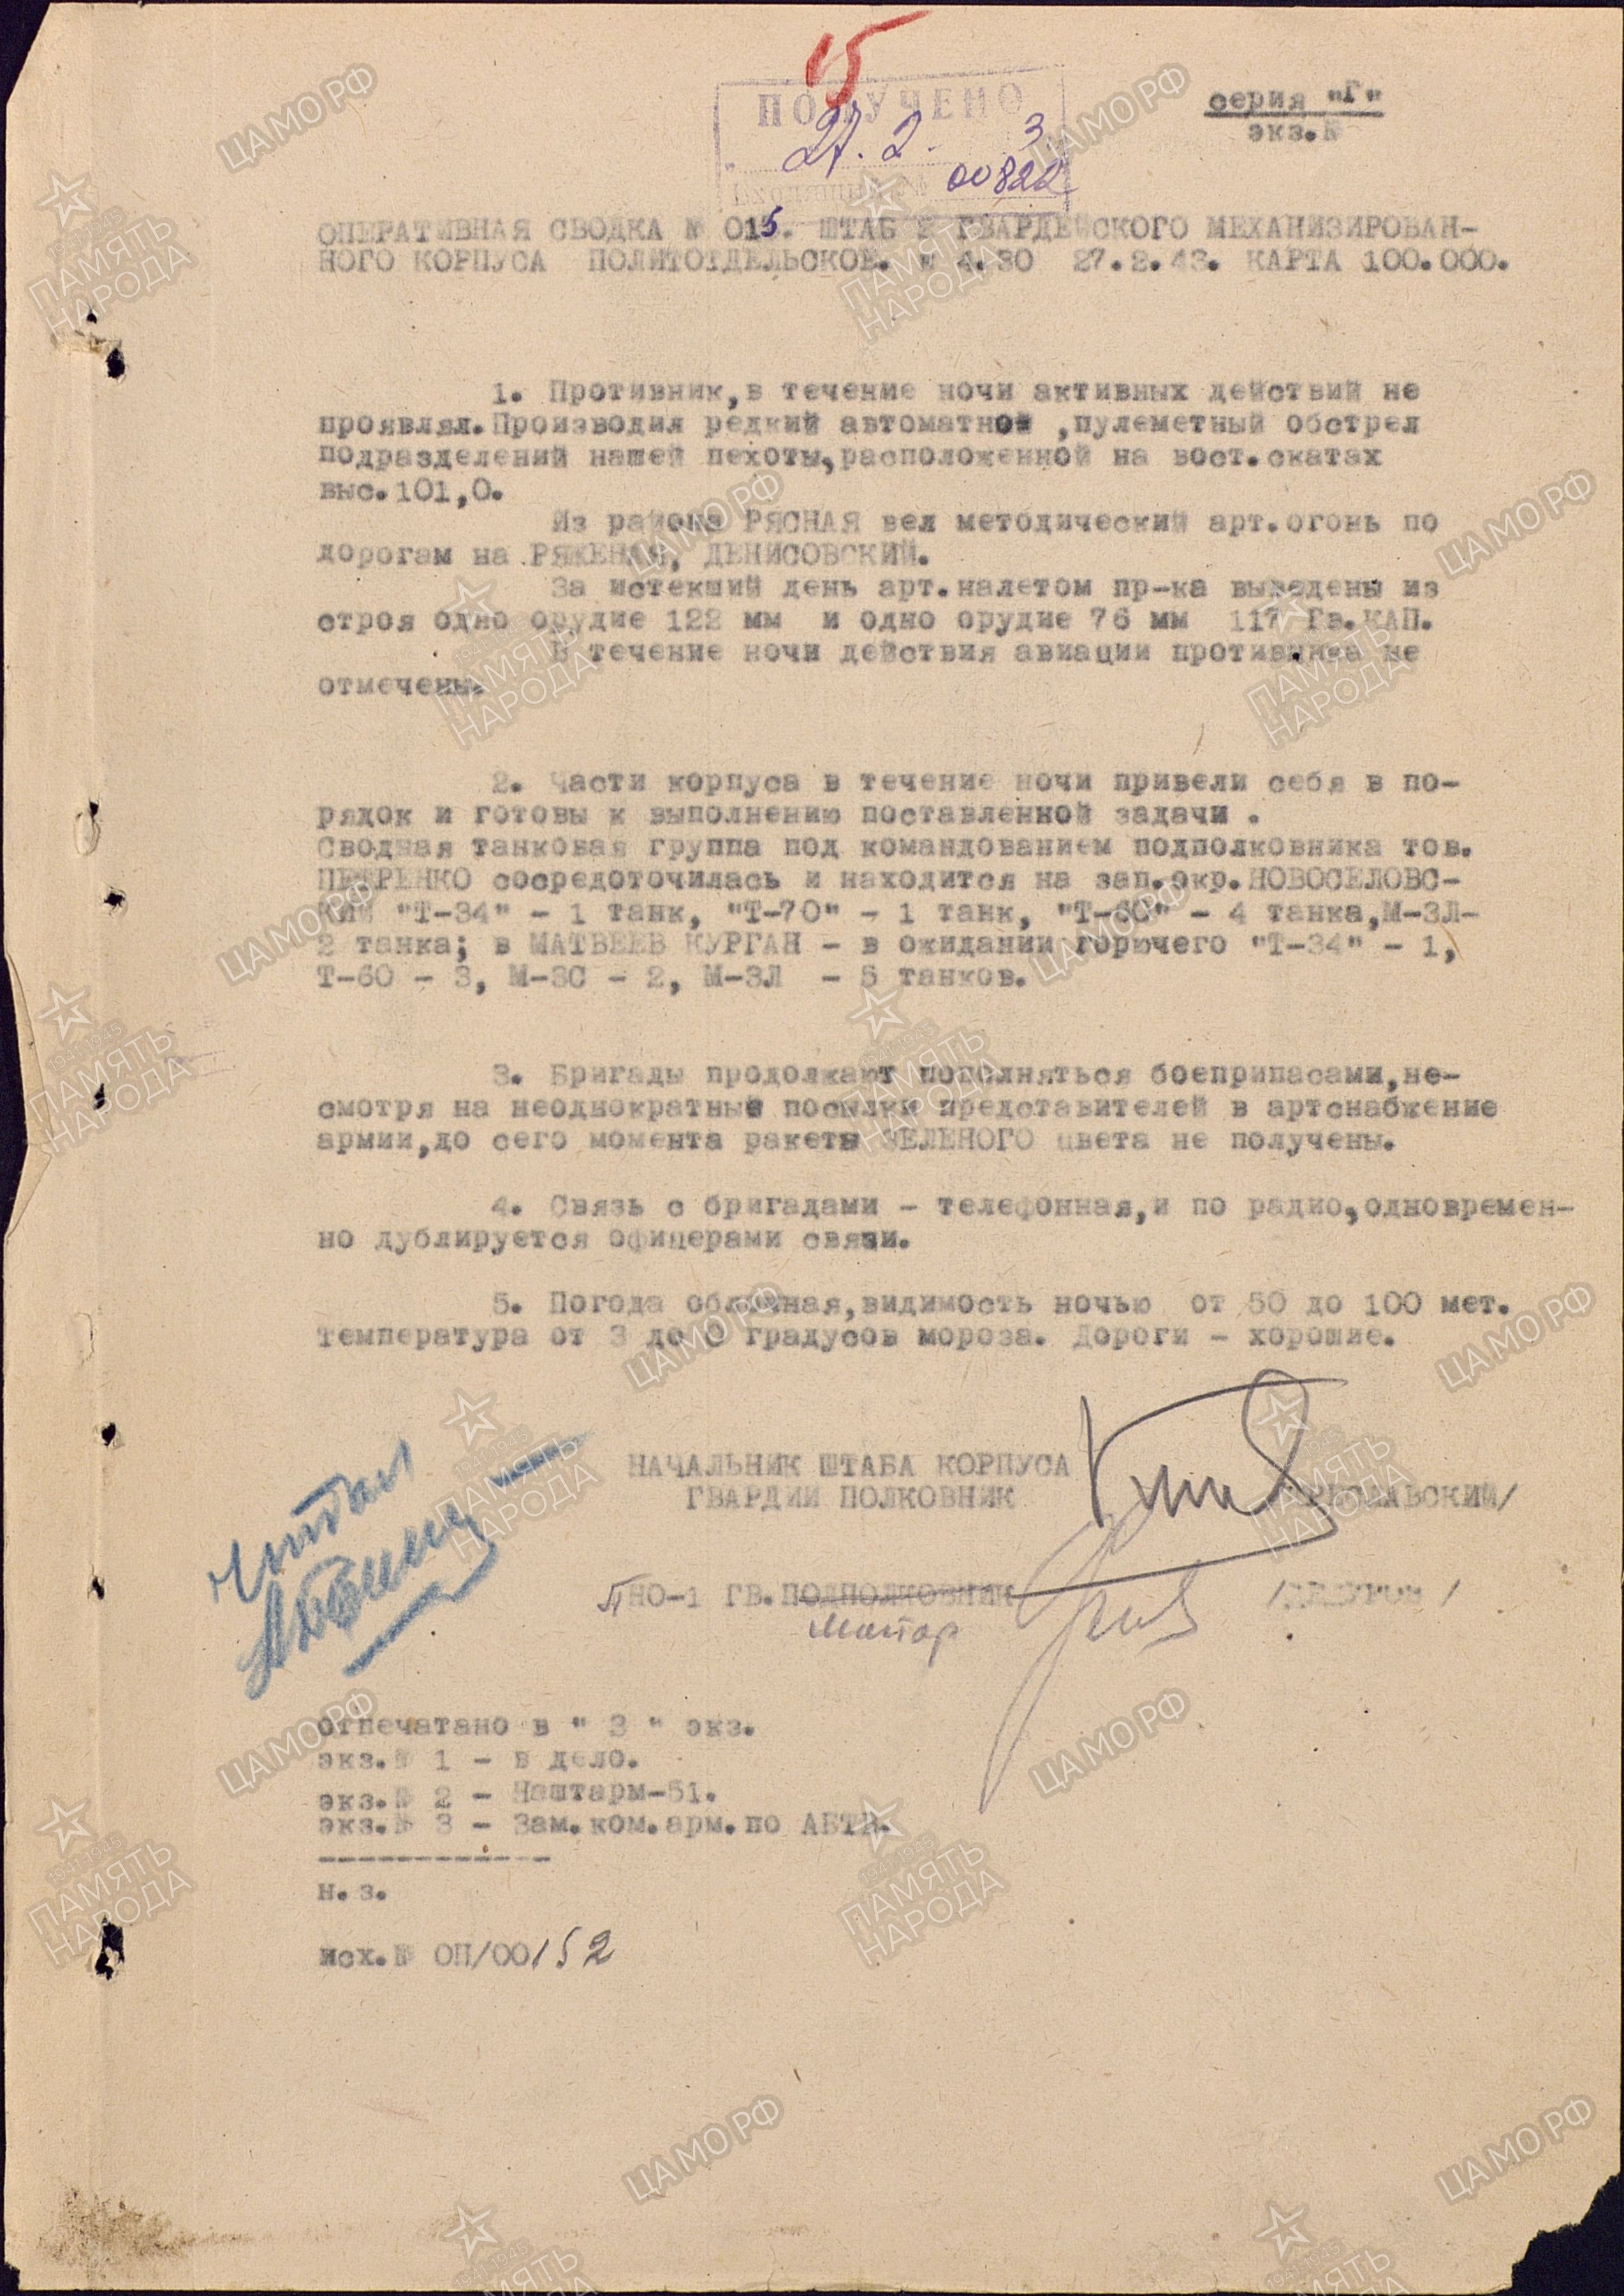 5
ПОЛУЧЕНО
27. 2. 3
Входящий № 00822
серия "Г"
экз.№
ОПЕРАТИВНАЯ СВОДКА № 015. ШТАБ 2 ГВАРДЕЙСКОГО МЕХАНИЗИРОВАН-
НОГО КОРПУСА ПОЛИТОТДЕЛЬСКОЕ. к 4.30 27.2.43. КАРТА 100.000.
1. Противник,в течение ночи активных действий не
проявлял.Производил редкий автоматной ,пулеметный обстрел
подразделений нашей пехоты,расположенной на вост.скатах
выс.101,0.
Из района РЯСНАЯ вел методический арт.огонь по
дорогам на РЯЖЕНАЯ, ДЕНИСОВСКИЙ.
За истекший день арт.налетом пр-ка выведены из
строя одно орудие 122 мм и одно орудие 76 мм 117 Гв.КАП.
В течение ночи действия авиации противника не
отмечены.
2. Части корпуса в течение ночи привели себя в по-
рядок и готовы к выполнению поставленной задачи .
Сводная танковая группа под командованием подполковника тов.
ПЕТРЕНКО сосредоточилась и находится на зап.окр.НОВОСЕЛОВС-
КИЙ "Т-34" - 1 танк, "Т-70" - 1 танк, "Т-60" - 4 танка,М-3Л-
2 танка; в МАТВЕЕВ КУРГАН - в ожидании горючего "Т-34" - 1,
Т-60 - 3, М-3С - 2, М-3Л - 5 танков.
3. Бригады продолжают пополняться боеприпасами,не-
смотря на неоднократные посылки представителей в артснабжение
армии,до сего момента ракеты ЗЕЛЕНОГО цвета не получены.
4. Связь с бригадами - телефонная,и по радио,одновремен-
но дублируется офицерами связи.
5. Погода облачная,видимость ночью от 50 до 100 мет.
температура от 3 до градусов мороза. Дороги - хорошие.
НАЧАЛЬНИК ШТАБА КОРПУСА
ГВАРДИИ ПОЛКОВНИК
Читал
ПНО-1 ГВ.ПОДПОЛКОВНИК
Майор
отпечатано в " 3 " экз.
экз.№ 1 - в дело.
экз.№ 2 - Наштарм-51.
экз.№ 3 - Зам.ком.арм.по АБТВ.
------------
н.з.
исх.№ ОП/00152